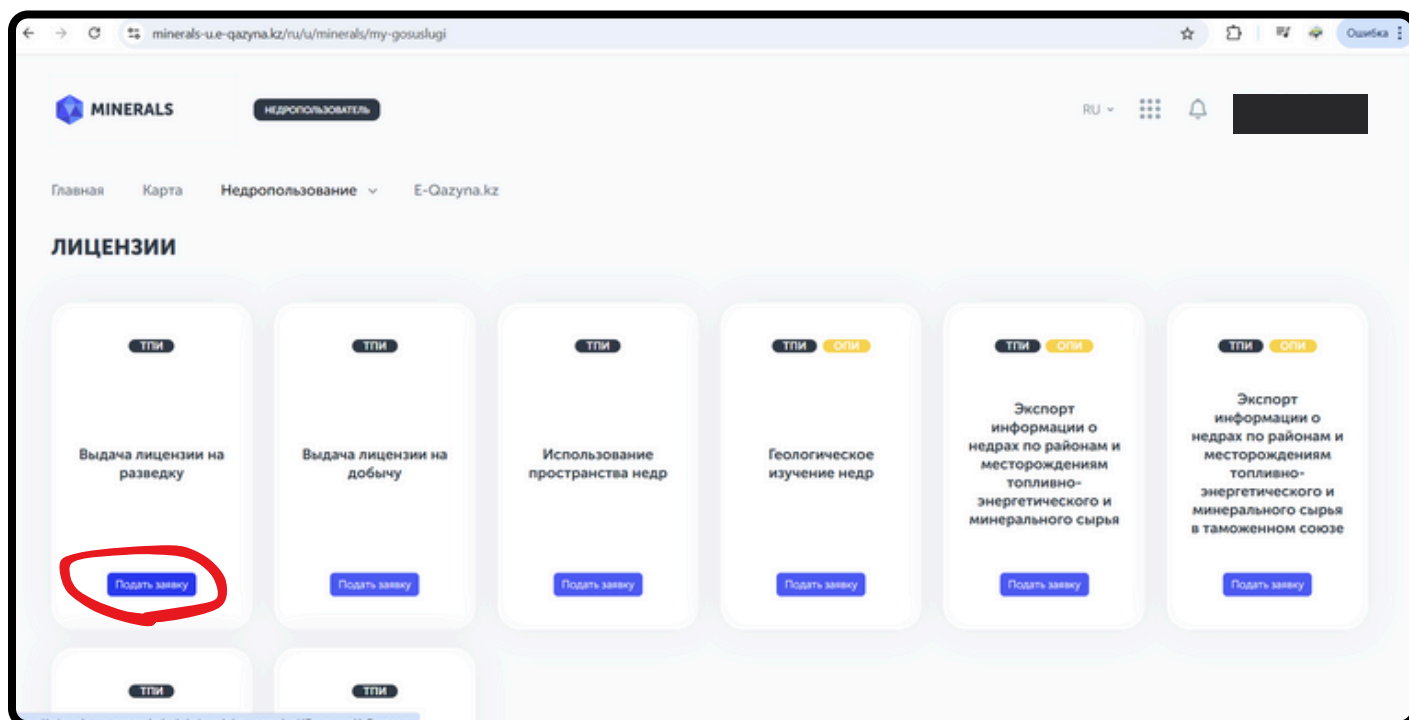 minerals-u.e-qazyna.kz/ru/u/minerals/my-gosuslugi
Ошибка
MINERALS
НЕДРОПОЛЬЗОВАТЕЛЬ
RU
Главная
Карта
Недропользование
E-Qazyna.kz
ЛИЦЕНЗИИ
ТПИ
Выдача лицензии на
разведку
Подать заявку
ТПИ
Выдача лицензии на
добычу
Подать заявку
ТПИ
Использование
пространства недр
Подать заявку
ТПИ ОПИ
Геологическое
изучение недр
Подать заявку
ТПИ ОПИ
Экспорт
информации о
недрах по районам и
месторождениям
топливно-
энергетического и
минерального сырья
Подать заявку
ТПИ ОПИ
Экспорт
информации о
недрах по районам и
месторождениям
топливно-
энергетического и
минерального сырья
в таможенном союзе
Подать заявку
ТПИ
ТПИ